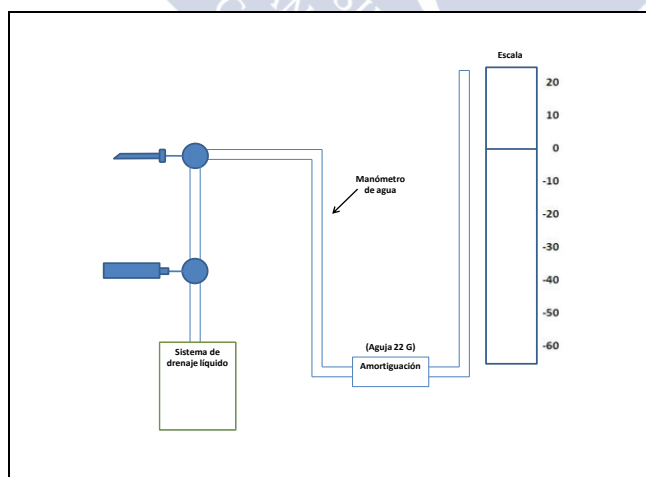 Escala
20
10
0
-10
-20
-30
-40
-50
-60
Manómetro
de agua
(Aguja 22 G)
Amortiguación
Sistema de
drenaje líquido